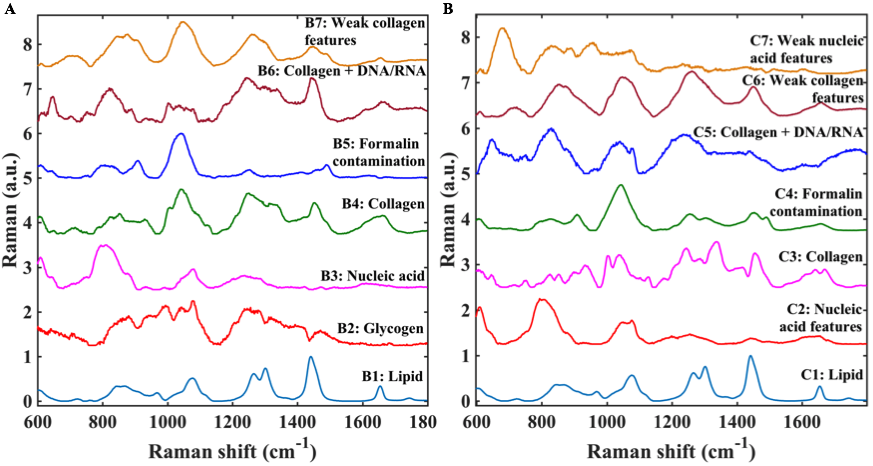 A
B7: Weak collagen
features
B6: Collagen + DNA/RNA
B5: Formalin
contamination
B4: Collagen
B3: Nucleic acid
B2: Glycogen
B1: Lipid
8
7
6
5
4
3
2
1
0
600
800
1000
1200
1400
1600
180
Raman (a.u.)
Raman shift (cm-1)
B
C7: Weak nucleic
acid features
C6: Weak collagen
features
C5: Collagen + DNA/RNA
C4: Formalin
contamination
C3: Collagen
C2: Nucleic
acid features
C1: Lipid
8
7
6
5
4
3
2
1
0
600
800
1000
1200
1400
1600
Raman (a.u.)
Raman shift (cm-1)